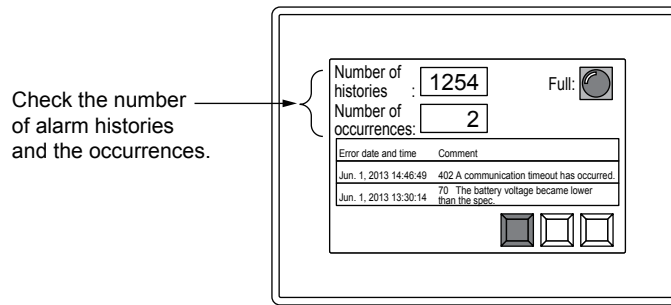 Check the number
of alarm histories
and the occurrences.
Number of
histories : 1254
Full:
Number of
occurrences: 2
Error date and time Comment
Jun. 1, 2013 14:46:49 402 A communication timeout has occurred.
Jun. 1, 2013 13:30:14 70 The battery voltage became lower
than the spec.